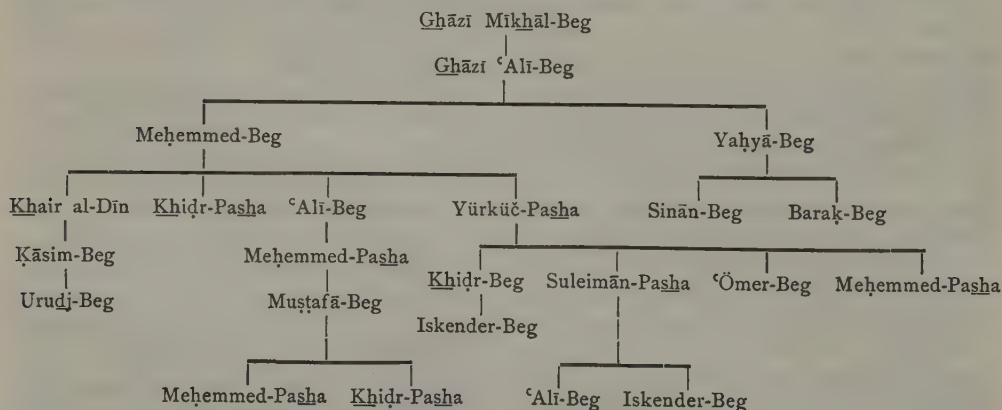 Ghāzī Mīkhāl-Beg
Ghāzī ʿAlī-Beg
Meḥemmed-Beg Yaḥyā-Beg
Khair al-Dīn Khiḍr-Pasha ʿAlī-Beg Yürküč-Pasha Sinān-Beg Baraḳ-Beg
Ḳāsim-Beg Meḥemmed-Pasha Khiḍr-Beg Suleimān-Pasha ʿÖmer-Beg Meḥemmed-Pasha
Urudj-Beg Muṣṭafā-Beg Iskender-Beg
Meḥemmed-Pasha Khiḍr-Pasha ʿAlī-Beg Iskender-Beg